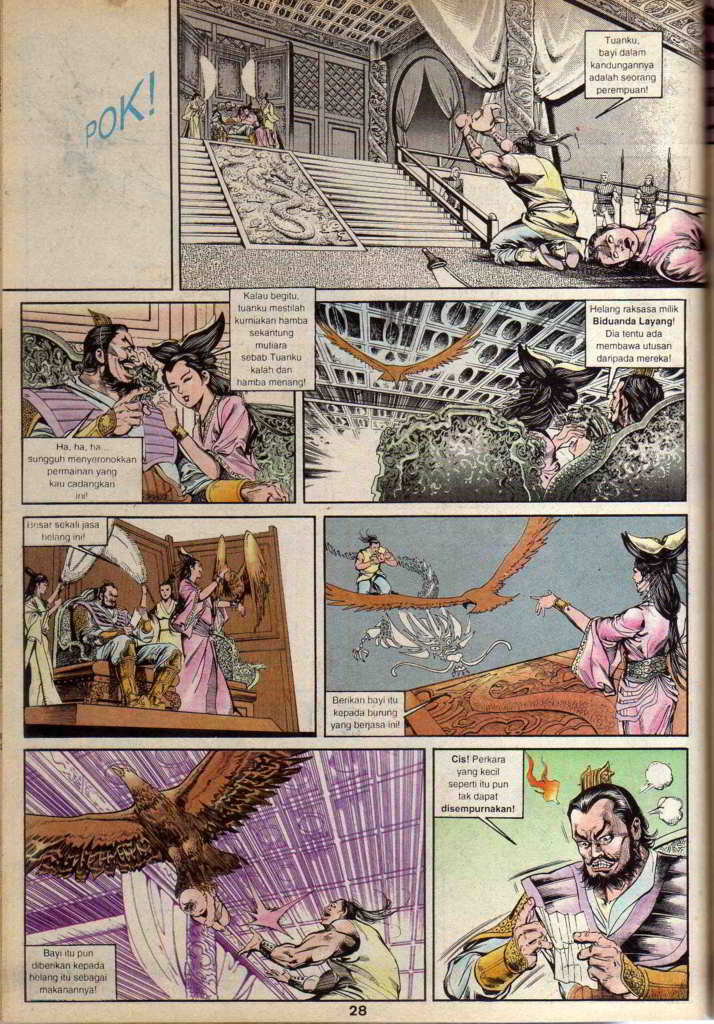 POK!
Tuanku,
bayi dalam
kandungannya
adalah seorang
perempuan!
Ha, ha, ha...
sungguh menyeronokkan
permainan yang
kau cadangkan
ini!
Kalau begitu,
tuanku mestilah
kurniakan hamba
sekantung
mutiara
sebab Tuanku
kalah dan
hamba menang!
Helang raksasa milik
Biduanda Layang!
Dia tentu ada
membawa utusan
daripada mereka!
Besar sekali jasa
helang ini!
Berikan bayi itu
kepada burung
yang berjasa ini!
Bayi itu pun
diberikan kepada
helang itu sebagai
makanannya!
Cis! Perkara
yang kecil
seperti itu pun
tak dapat
disempurnakan!
28